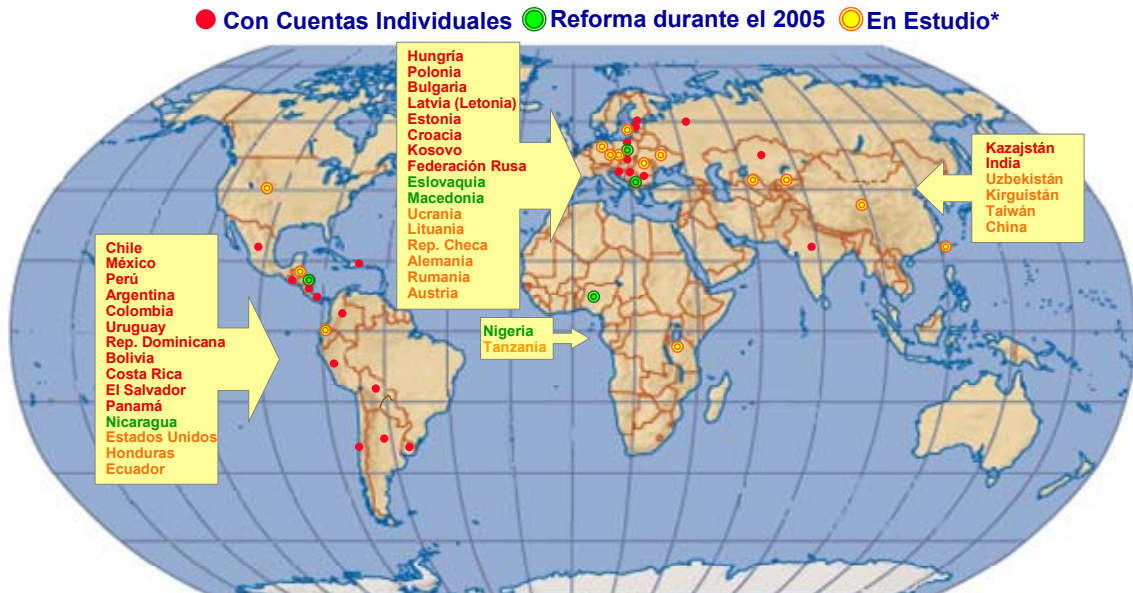 Con Cuentas Individuales Reforma durante el 2005 En Estudio*
Hungría
Polonia
Bulgaria
Latvia (Letonia)
Estonia
Croacia
Kosovo
Federación Rusa
Eslovaquia
Macedonia
Ucrania
Lituania
Rep. Checa
Alemania
Rumania
Austria
Kazajstán
India
Uzbekistán
Kirguistán
Taiwán
China
Chile
México
Perú
Argentina
Colombia
Uruguay
Rep. Dominicana
Bolivia
Costa Rica
El Salvador
Panamá
Nicaragua
Estados Unidos
Honduras
Ecuador
Nigeria
Tanzania